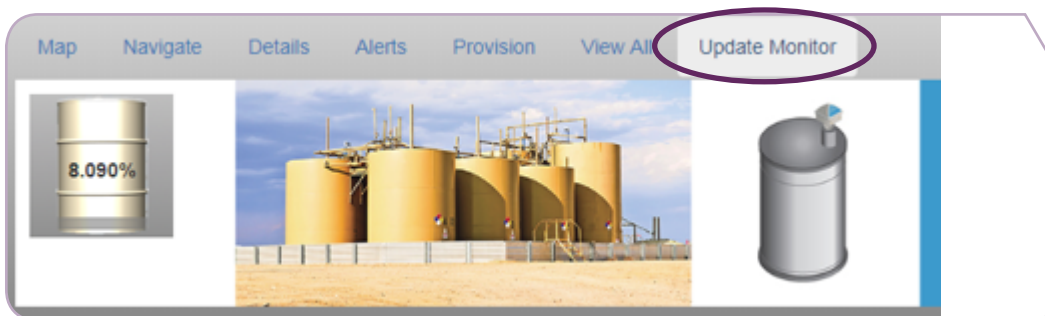 Map Navigate Details Alerts Provision View All Update Monitor
8.090%